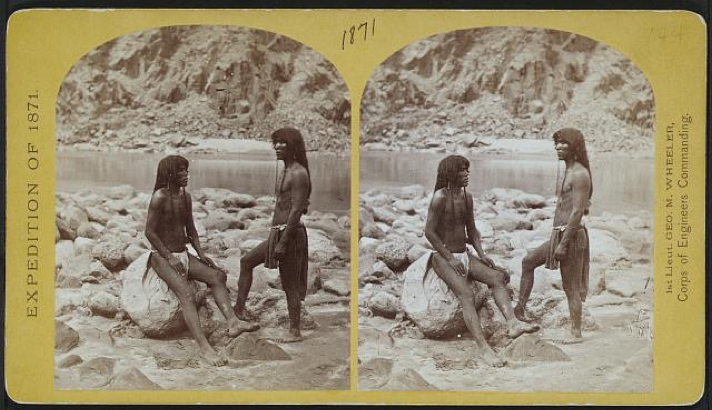 1871
EXPEDITION OF 1871.
1st Lieut. GEO. M. WHEELER,
Corps of Engineers Commanding.